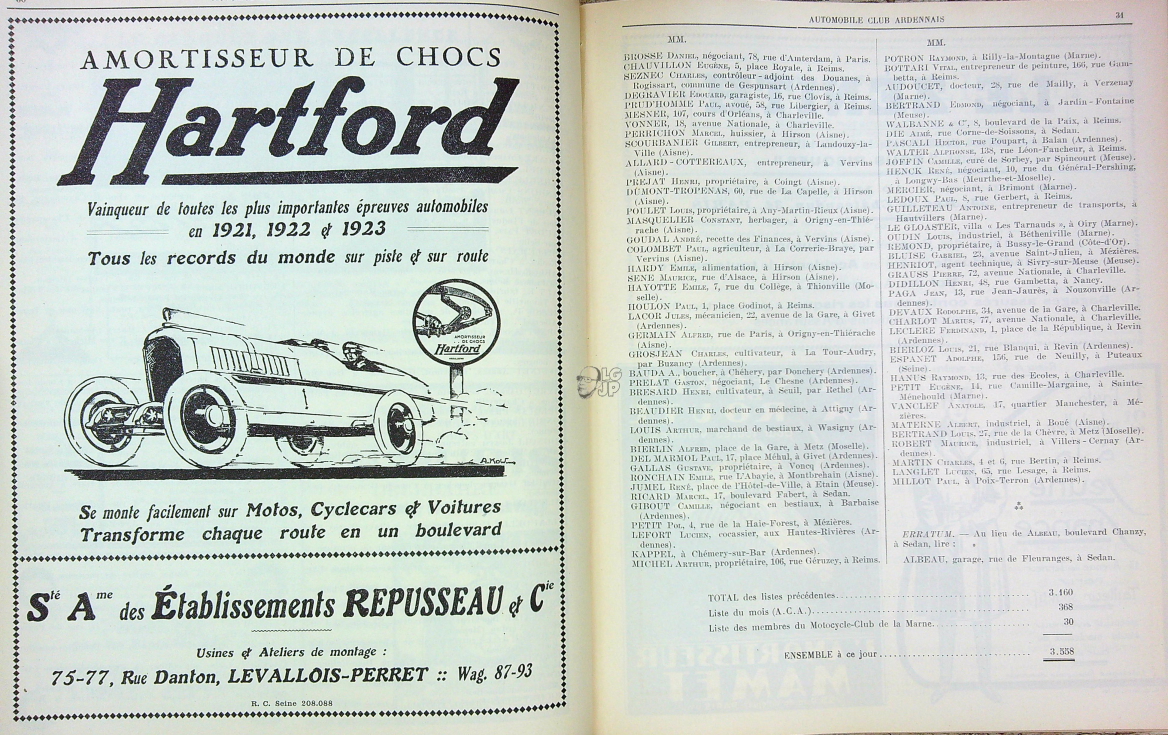 AMORTISSEUR DE CHOCS
Hartford
Vainqueur de toutes les plus importantes épreuves automobiles
en 1921, 1922 et 1923
Tous les records du monde sur piste et sur route
AMORTISSEUR
DE CHOCS
Hartford
A. Kow
Se monte facilement sur Motos, Cyclecars et Voitures
Transforme chaque route en un boulevard
Sté Ame des Établissements REPUSSEAU et Cie
Usines et Ateliers de montage :
75-77, Rue Danton, LEVALLOIS-PERRET :: Wag. 87-93
R. C. Seine 208.088
AUTOMOBILE CLUB ARDENNAIS
31
MM.
BROSSE Daniel, négociant, 78, rue d'Amsterdam, à Paris.
CHAUVILLON Eugène, 5, place Royale, à Reims.
SEZNEC Charles, contrôleur-adjoint des Douanes, à
Rogissart, commune de Gespunsart (Ardennes).
DEGRAVIER Edouard, garagiste, 16, rue Clovis, à Reims.
PRUD'HOMME Paul, avoué, 58, rue Libergier, à Reims.
MESNER, 107, cours d'Orléans, à Charleville.
VONNER, 18, avenue Nationale, à Charleville.
PERRICHON Marcel, huissier, à Hirson (Aisne).
SCOURBANIER Gilbert, entrepreneur, à Landouzy-la-
Ville (Aisne).
ALLARD-COTTEREAUX, entrepreneur, à Vervins
(Aisne).
PREJAT Henri, propriétaire, à Coingt (Aisne).
DUMONT-TROPENAS, 60, rue de La Capelle, à Hirson
(Aisne).
POULET Louis, propriétaire, à Any-Martin-Rieux (Aisne).
MASQUELIER Constant, herbager, à Origny-en-Thié-
rache (Aisne).
GOUDAL André, recette des Finances, à Vervins (Aisne).
COLOMBET Paul, agriculteur, à La Correrie-Braye, par
Vervins (Aisne).
HARDY Emile, alimentation, à Hirson (Aisne).
SENE Maurice, rue d'Alsace, à Hirson (Aisne).
HAYOTTE Emile, 7, rue du Collège, à Thionville (Mo-
selle).
HOULON Paul, 1, place Godinot, à Reims.
LACOR Jules, mécanicien, 22, avenue de la Gare, à Givet
(Ardennes).
GERMAIN Alfred, rue de Paris, à Origny-en-Thiérache
(Aisne).
GROSJEAN Charles, cultivateur, à La Tour-Audry,
par Buzancy (Ardennes).
BAUDA A., boucher, à Chéhery, par Donchery (Ardennes).
PRELAT Gaston, négociant, Le Chesne (Ardennes).
BRESARD Henri, cultivateur, à Seuil, par Rethel (Ar-
dennes).
BEAUDIER Henri, docteur en médecine, à Attigny (Ar-
dennes).
LOUIS Arthur, marchand de bestiaux, à Wasigny (Ar-
dennes).
BIERLIN Alfred, place de la Gare, à Metz (Moselle).
DEL MARMOL Paul, 17, place Méhul, à Givet (Ardennes).
GALLAS Gustave, propriétaire, à Voncq (Ardennes).
RONCHAIN Emile, rue L'Abayie, à Montbrehain (Aisne).
JUMEL René, place de l'Hôtel-de-Ville, à Etain (Meuse).
RICARD Marcel, 17, boulevard Fabert, à Sedan.
GIBOUT Camille, négociant en bestiaux, à Barbaise
(Ardennes).
PETIT Pol, 4, rue de la Haie-Forest, à Mézières.
LEFORT Lucien, cocassier, aux Hautes-Rivières (Ar-
dennes).
KAPPEL, à Chémery-sur-Bar (Ardennes).
MICHEL Arthur, propriétaire, 106, rue Géruzey, à Reims.
MM.
POTRON Raymond, à Rilly-la-Montagne (Marne).
BOTTARI Vital, entrepreneur de peinture, 166, rue Gam-
betta, à Reims.
AUDOUCET, docteur, 28, rue de Mailly, à Verzenay
(Marne).
BERTRAND Edmond, négociant, à Jardin-Fontaine
(Meuse).
WALBANNE & Cie, 8, boulevard de la Paix, à Reims.
DIE Aimé, rue Corne-de-Soissons, à Sedan.
PASCALI Hector, rue Poupart, à Balan (Ardennes).
WALTER Alphonse, 138, rue Léon-Faucheur, à Reims.
JOFFIN Camille, curé de Sorbey, par Spincourt (Meuse).
HENCK René, négociant, 10, rue du Général-Pershing,
à Longwy-Bas (Meurthe-et-Moselle).
MERCIER, négociant, à Brimont (Marne).
LEDOUX Paul, 8, rue Gerbert, à Reims.
GUILLETEAU Antoine, entrepreneur de transports, à
Hautvillers (Marne).
LE GLOASTER, villa « Les Tarnauds », à Oiry (Marne).
OUDIN Louis, industriel, à Bétheniville (Marne).
REMOND, propriétaire, à Bussy-le-Grand (Côte-d'Or).
BLUISE Gabriel, 23, avenue Saint-Julien, à Mézières.
HENRIOT, agent technique, à Sivry-sur-Meuse (Meuse).
GRAUSS Pierre, 72, avenue Nationale, à Charleville.
DIDILLON Henri, 48, rue Gambetta, à Nancy.
PAGA Jean, 13, rue Jean-Jaurès, à Nouzonville (Ar-
dennes).
DEVAUX Rodolphe, 34, avenue de la Gare, à Charleville.
CHARLOT Marius, 77, avenue Nationale, à Charleville.
LECLERE Ferdinand, 1, place de la République, à Revin
(Ardennes).
BIERLOZ Louis, 21, rue Blanqui, à Revin (Ardennes).
ESPANET Adolphe, 156, rue de Neuilly, à Puteaux
(Seine).
HANUS Raymond, 13, rue des Ecoles, à Charleville.
PETIT Eugène, 14, rue Camille-Margaine, à Sainte-
Ménehould (Marne).
VANCLEF Anatole, 17, quartier Manchester, à Mé-
zières.
MATERNE Albert, industriel, à Boué (Aisne).
BERTRAND Louis, 27, rue de la Chèvre, à Metz (Moselle).
ROBERT Maurice, industriel, à Villers-Cernay (Ar-
dennes).
MARTIN Charles, 4 et 6, rue Bertin, à Reims.
LANGLET Lucien, 65, rue Lesage, à Reims.
MILLOT Paul, à Poix-Terron (Ardennes).
ERRATUM. — Au lieu de Albeau, boulevard Chanzy,
à Sedan, lire :
ALBEAU, garage, rue de Fleuranges, à Sedan.
TOTAL des listes précédentes 3.160
Liste du mois (A.C.A.) 368
Liste des membres du Motocycle-Club de la Marne 30
ENSEMBLE à ce jour 3.558
LG
JP